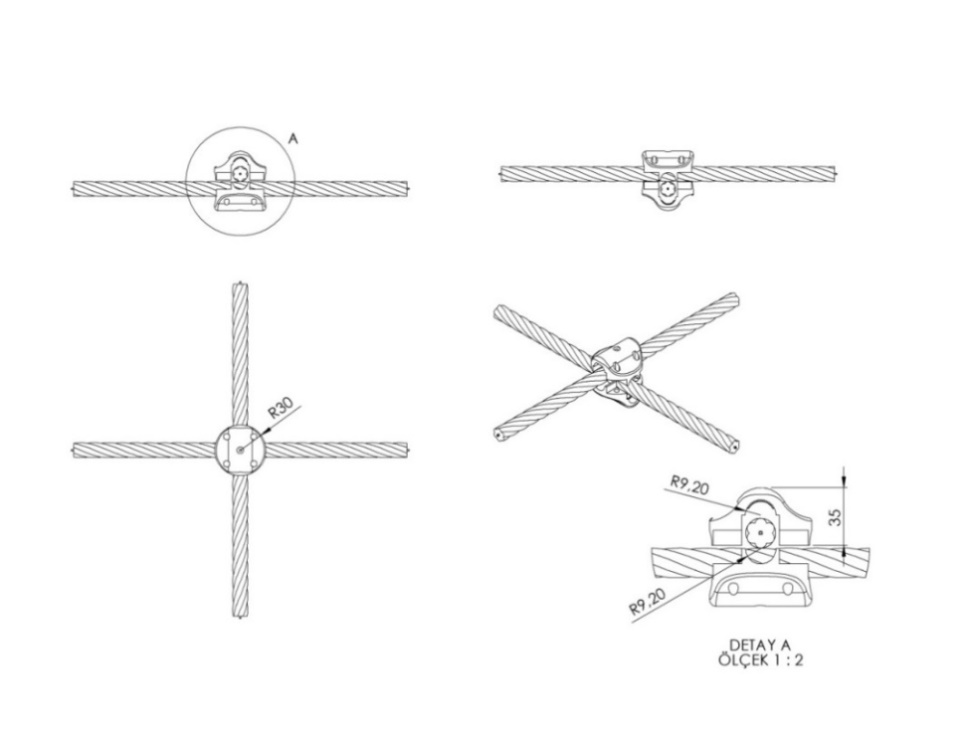 A
R30
R9,20
35
R9,20
DETAY A
ÖLÇEK 1 : 2